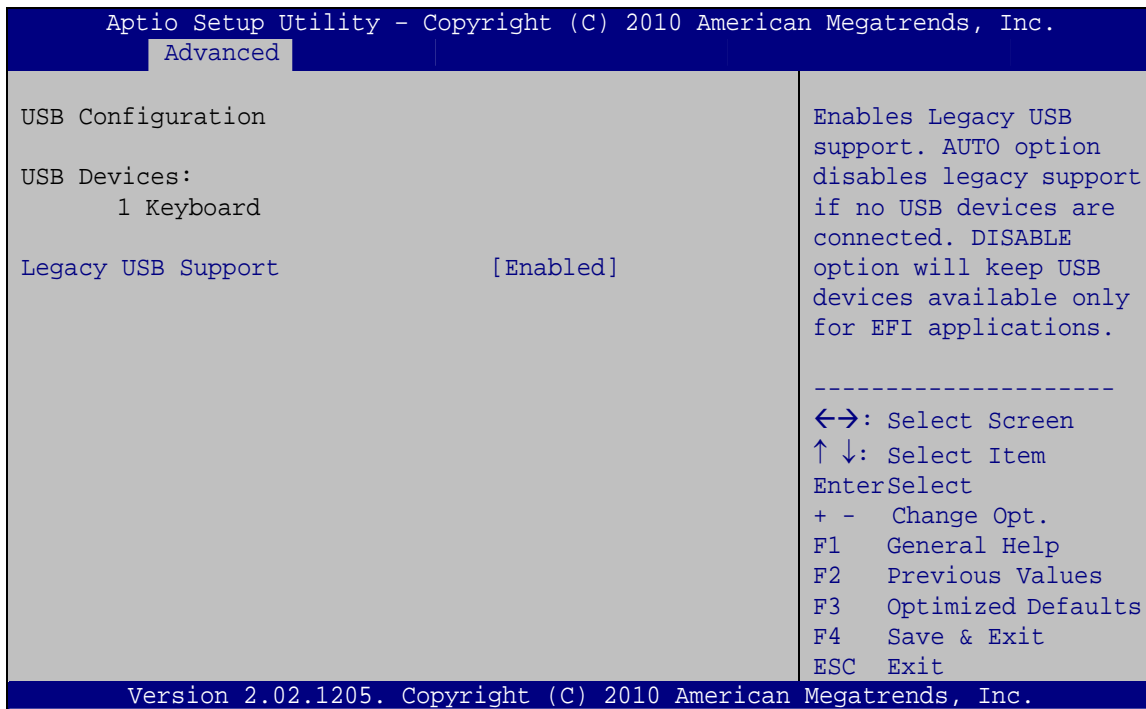 Aptio Setup Utility – Copyright (C) 2010 American Megatrends, Inc.
Advanced
USB Configuration
USB Devices:
1 Keyboard
Legacy USB Support [Enabled]
Enables Legacy USB
support. AUTO option
disables legacy support
if no USB devices are
connected. DISABLE
option will keep USB
devices available only
for EFI applications.
---------------------
←→: Select Screen
↑ ↓: Select Item
EnterSelect
+ - Change Opt.
F1 General Help
F2 Previous Values
F3 Optimized Defaults
F4 Save & Exit
ESC Exit
Version 2.02.1205. Copyright (C) 2010 American Megatrends, Inc.